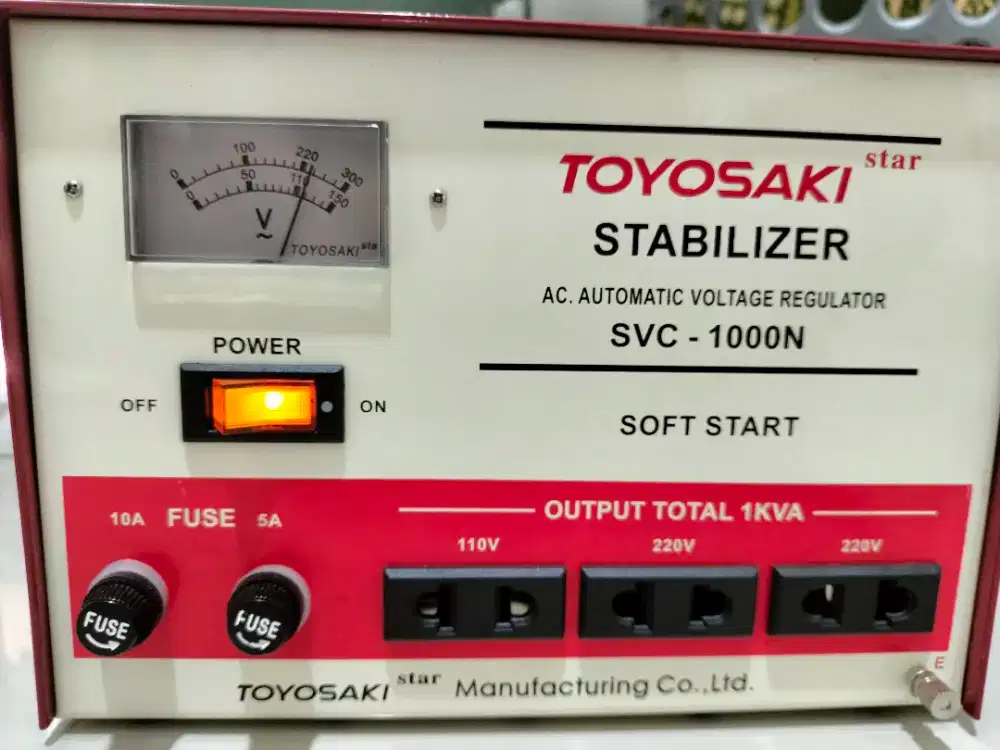 100
220
0
300
50
110
0
150
V
~
TOYOSAKI sta
TOYOSAKI star
STABILIZER
AC. AUTOMATIC VOLTAGE REGULATOR
SVC - 1000N
POWER
OFF
ON
SOFT START
10A FUSE 5A
OUTPUT TOTAL 1KVA
110V
220V
220V
FUSE
FUSE
E
TOYOSAKI star Manufacturing Co.,Ltd.